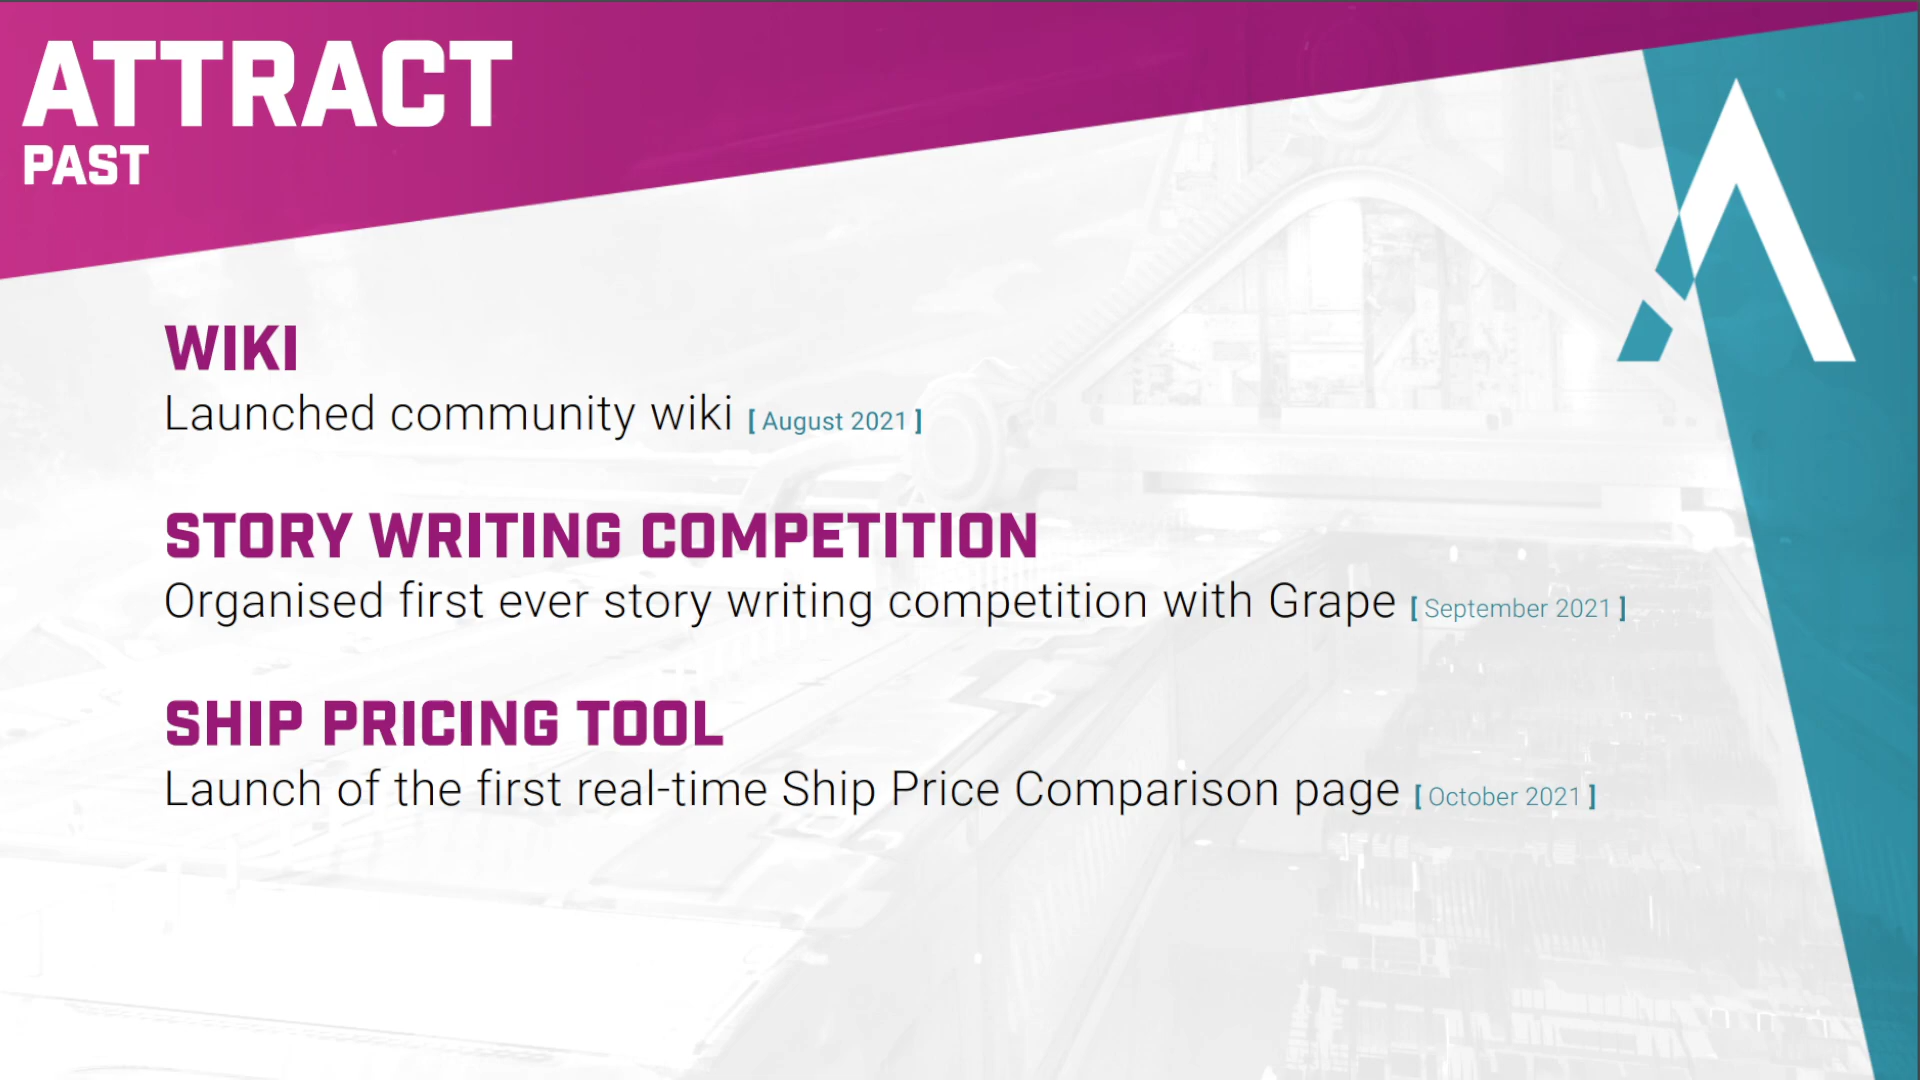 ATTRACT
PAST
WIKI
Launched community wiki [ August 2021 ]
STORY WRITING COMPETITION
Organised first ever story writing competition with Grape [ September 2021 ]
SHIP PRICING TOOL
Launch of the first real-time Ship Price Comparison page [ October 2021 ]